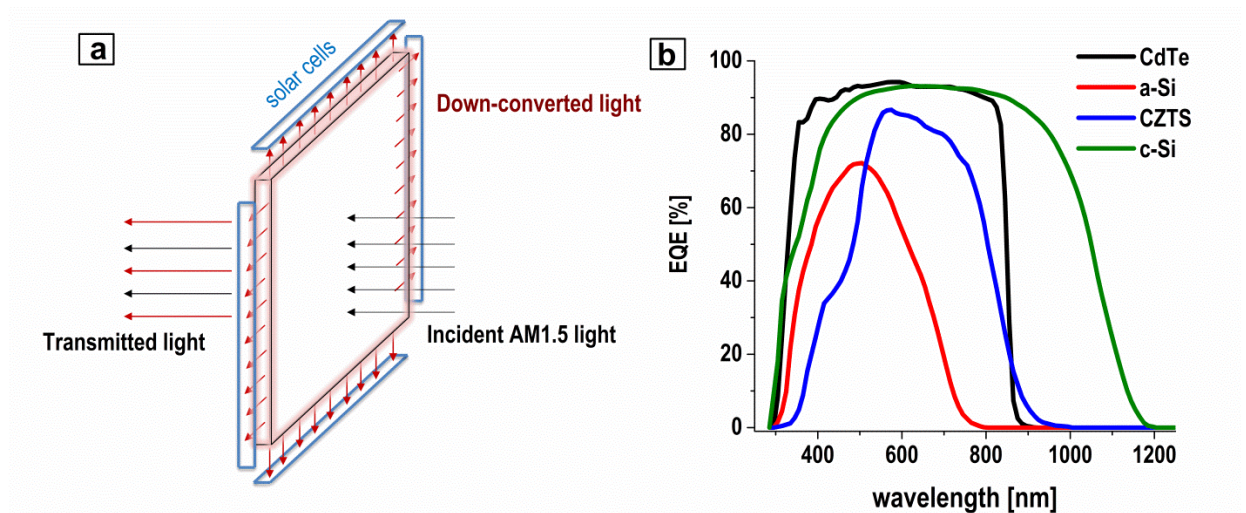 a
solar cells
Down-converted light
Transmitted light
Incident AM1.5 light
b
CdTe
a-Si
CZTS
c-Si
100
80
60
40
20
0
EQE [%]
400 600 800 1000 1200
wavelength [nm]